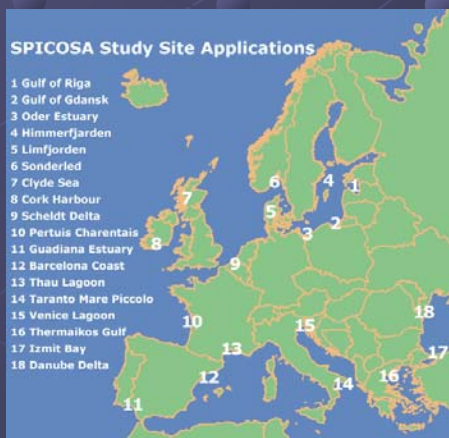 SPICOSA Study Site Applications
1 Gulf of Riga
2 Gulf of Gdansk
3 Oder Estuary
4 Himmerfjarden
5 Limfjorden
6 Sonderled
7 Clyde Sea
8 Cork Harbour
9 Scheldt Delta
10 Pertuis Charentais
11 Guadiana Estuary
12 Barcelona Coast
13 Thau Lagoon
14 Taranto Mare Piccolo
15 Venice Lagoon
16 Thermaikos Gulf
17 Izmit Bay
18 Danube Delta
6
4
1
7
5
2
3
8
9
18
10
15
13
17
12
16
14
11